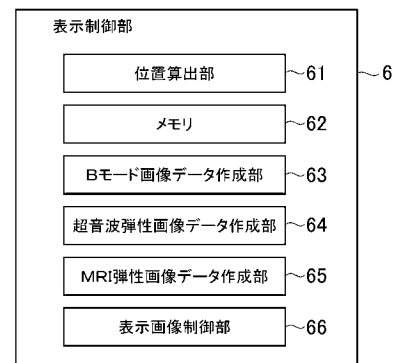 表示制御部
6
位置算出部 61
メモリ 62
Bモード画像データ作成部 63
超音波弾性画像データ作成部 64
MRI弾性画像データ作成部 65
表示画像制御部 66